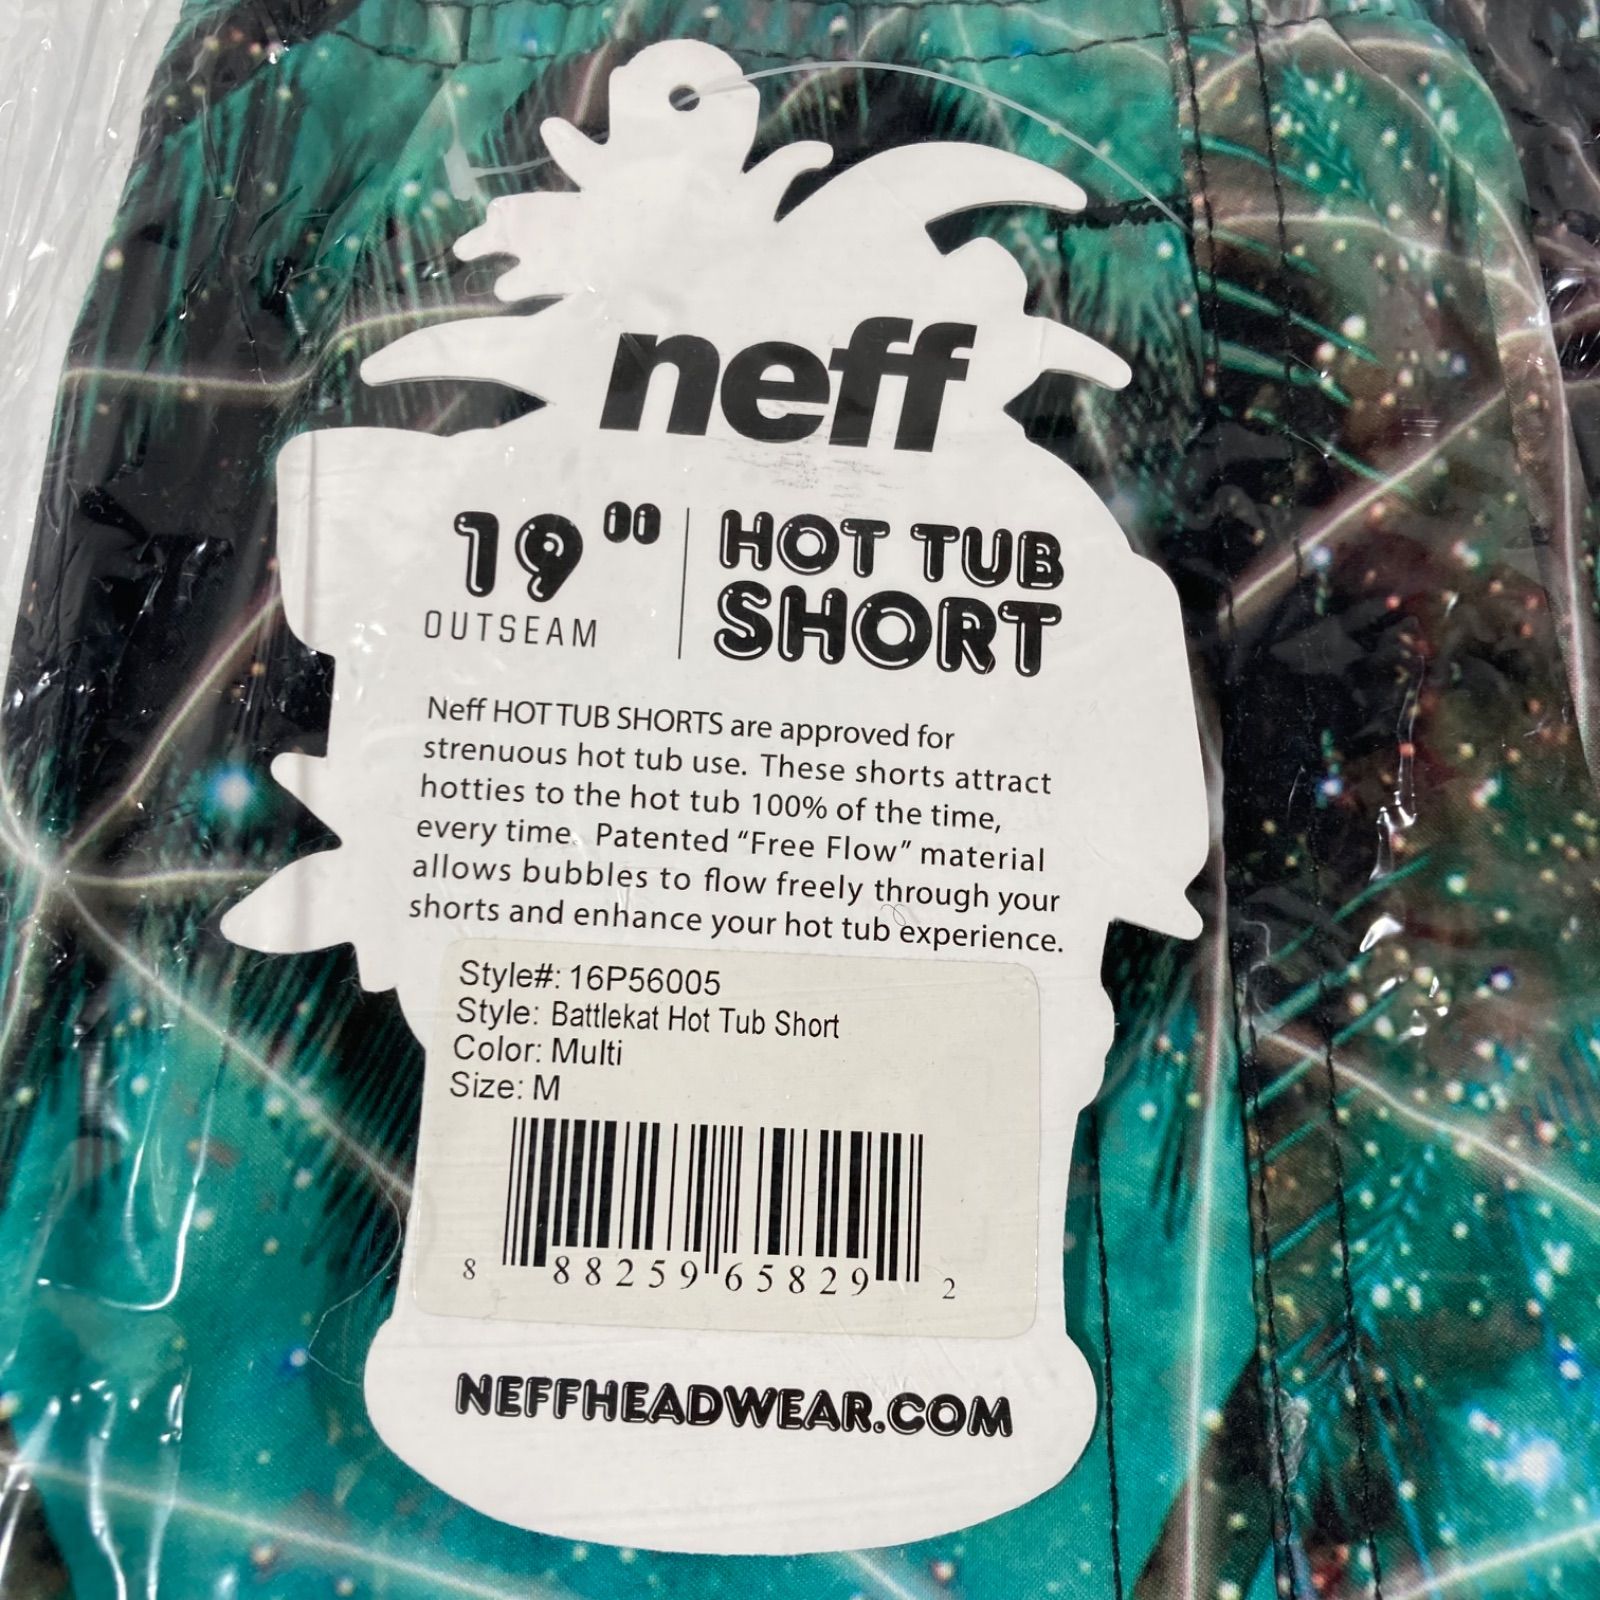 neff
19"
OUTSEAM
HOT TUB
SHORT
Neff HOT TUB SHORTS are approved for
strenuous hot tub use. These shorts attract
hotties to the hot tub 100% of the time,
every time. Patented “Free Flow” material
allows bubbles to flow freely through your
shorts and enhance your hot tub experience.
Style#: 16P56005
Style: Battlekat Hot Tub Short
Color: Multi
Size: M
8 88259 65829 2
NEFFHEADWEAR.COM